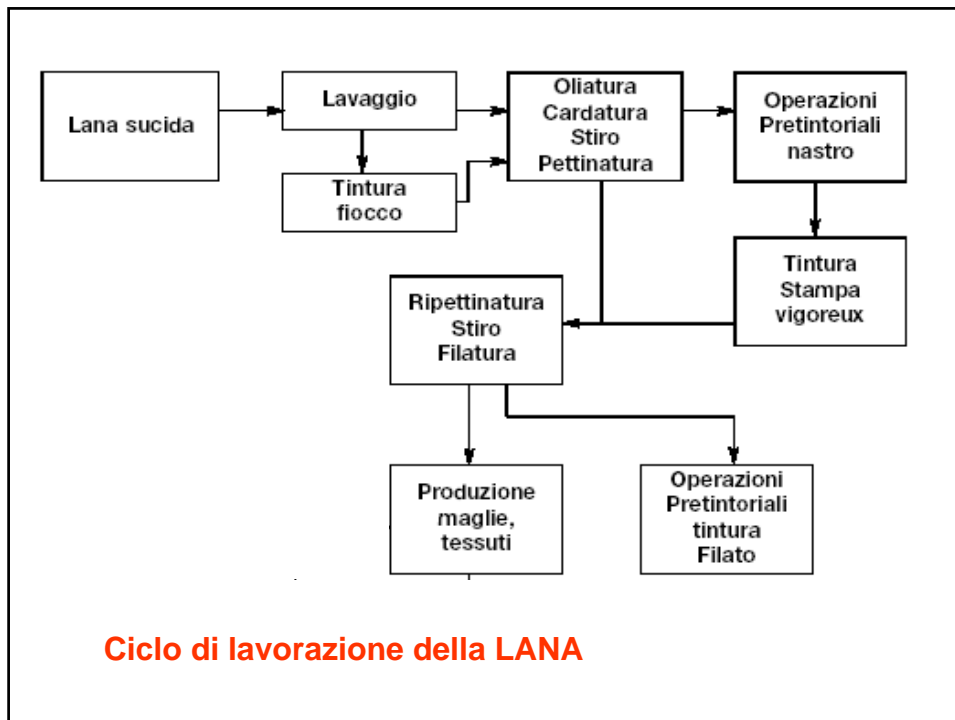 Lana sucida
Lavaggio
Tintura
fiocco
Oliatura
Cardatura
Stiro
Pettinatura
Operazioni
Pretintoriali
nastro
Tintura
Stampa
vigoreux
Ripettinatura
Stiro
Filatura
Produzione
maglie,
tessuti
Operazioni
Pretintoriali
tintura
Filato
Ciclo di lavorazione della LANA